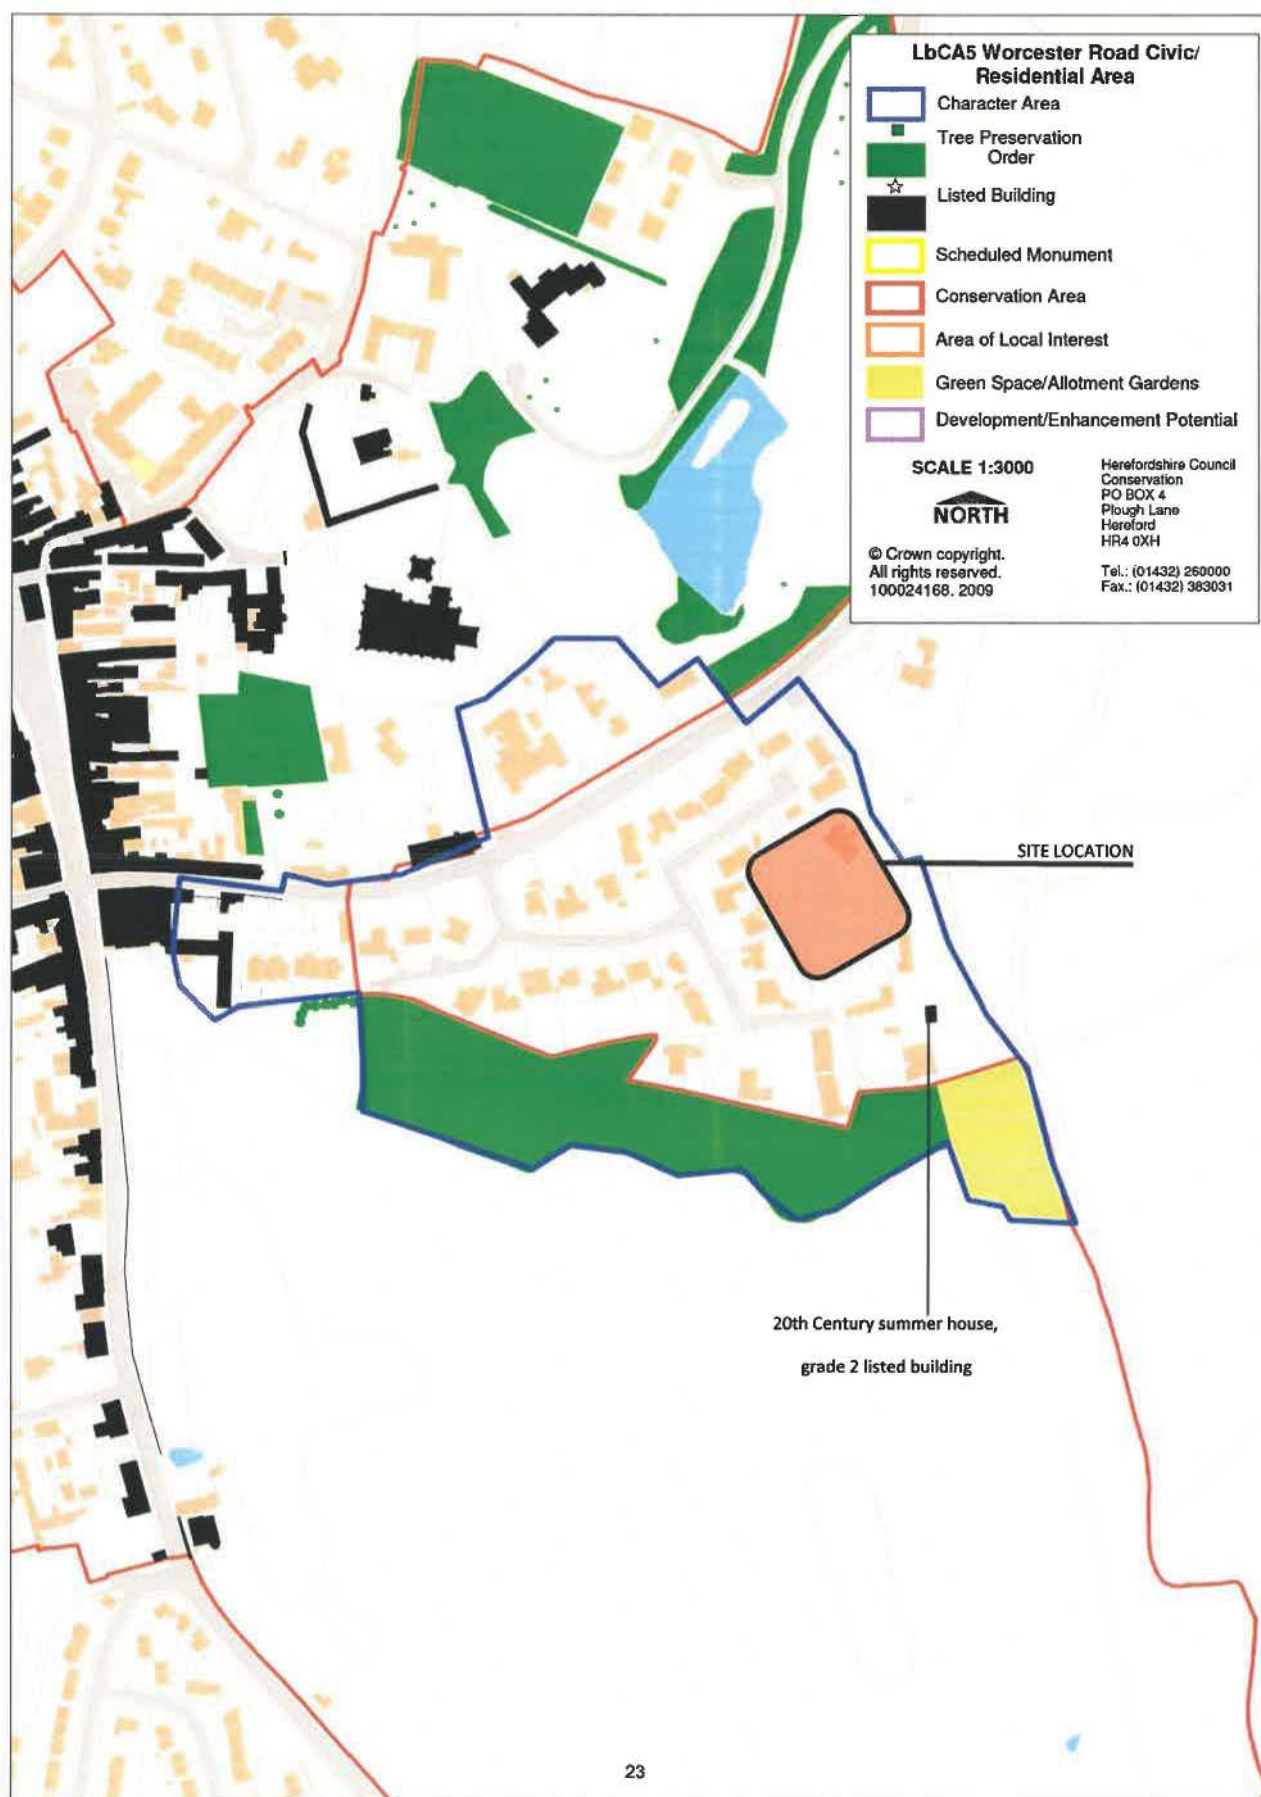 LbCA5 Worcester Road Civic/
Residential Area
Character Area
Tree Preservation
Order
Listed Building
Scheduled Monument
Conservation Area
Area of Local Interest
Green Space/Allotment Gardens
Development/Enhancement Potential
SCALE 1:3000
NORTH
© Crown copyright.
All rights reserved.
100024168. 2009
Herefordshire Council
Conservation
PO BOX 4
Plough Lane
Hereford
HR4 0XH
Tel.: (01432) 260000
Fax.: (01432) 383031
SITE LOCATION
20th Century summer house,
grade 2 listed building
23